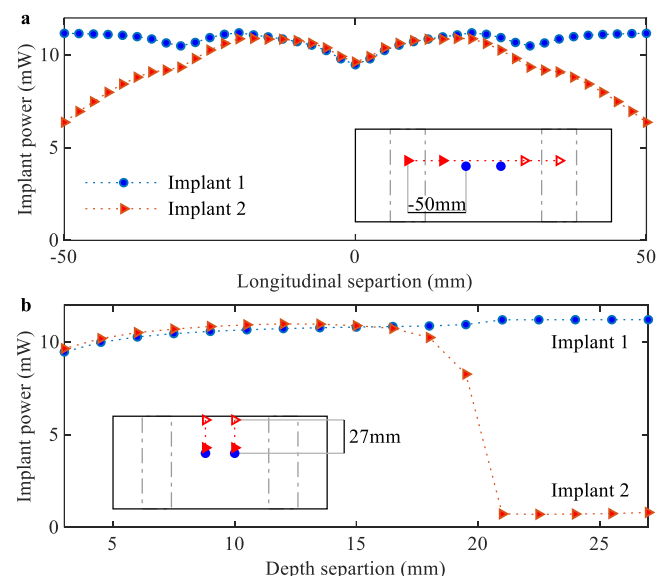 a
10
5
0
Implant power (mW)
Implant 1
Implant 2
-50mm
-50
0
50
Longitudinal separtion (mm)
b
10
5
0
Implant power (mW)
Implant 1
27mm
Implant 2
5
10
15
20
25
Depth separtion (mm)